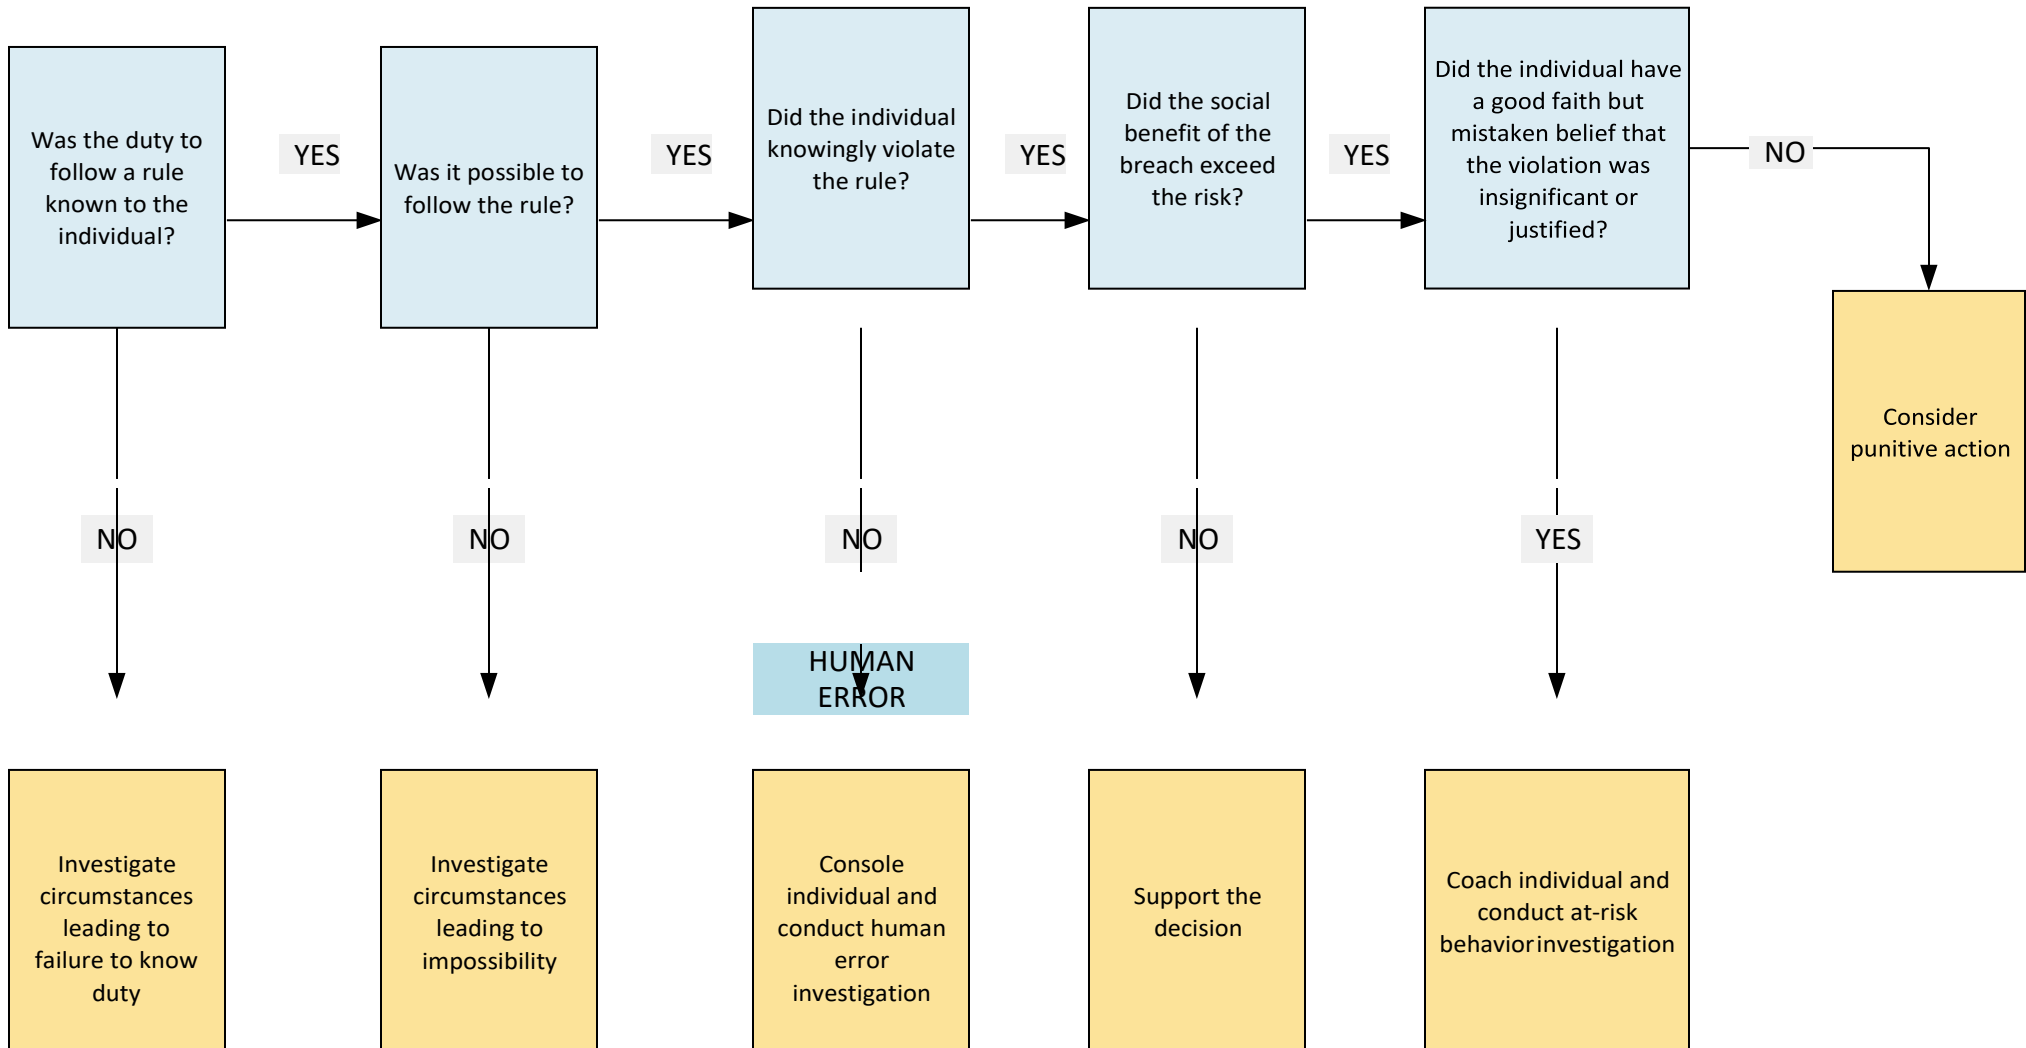 Was the duty to
follow a rule
known to the
individual?
YES
Was it possible to
follow the rule?
YES
Did the individual
knowingly violate
the rule?
YES
Did the social
benefit of the
breach exceed
the risk?
YES
Did the individual have
a good faith but
mistaken belief that
the violation was
insignificant or
justified?
NO
Consider
punitive action
NO
NO
NO
NO
YES
HUMAN
ERROR
Investigate
circumstances
leading to
failure to know
duty
Investigate
circumstances
leading to
impossibility
Console
individual and
conduct human
error
investigation
Support the
decision
Coach individual and
conduct at-risk
behavior investigation